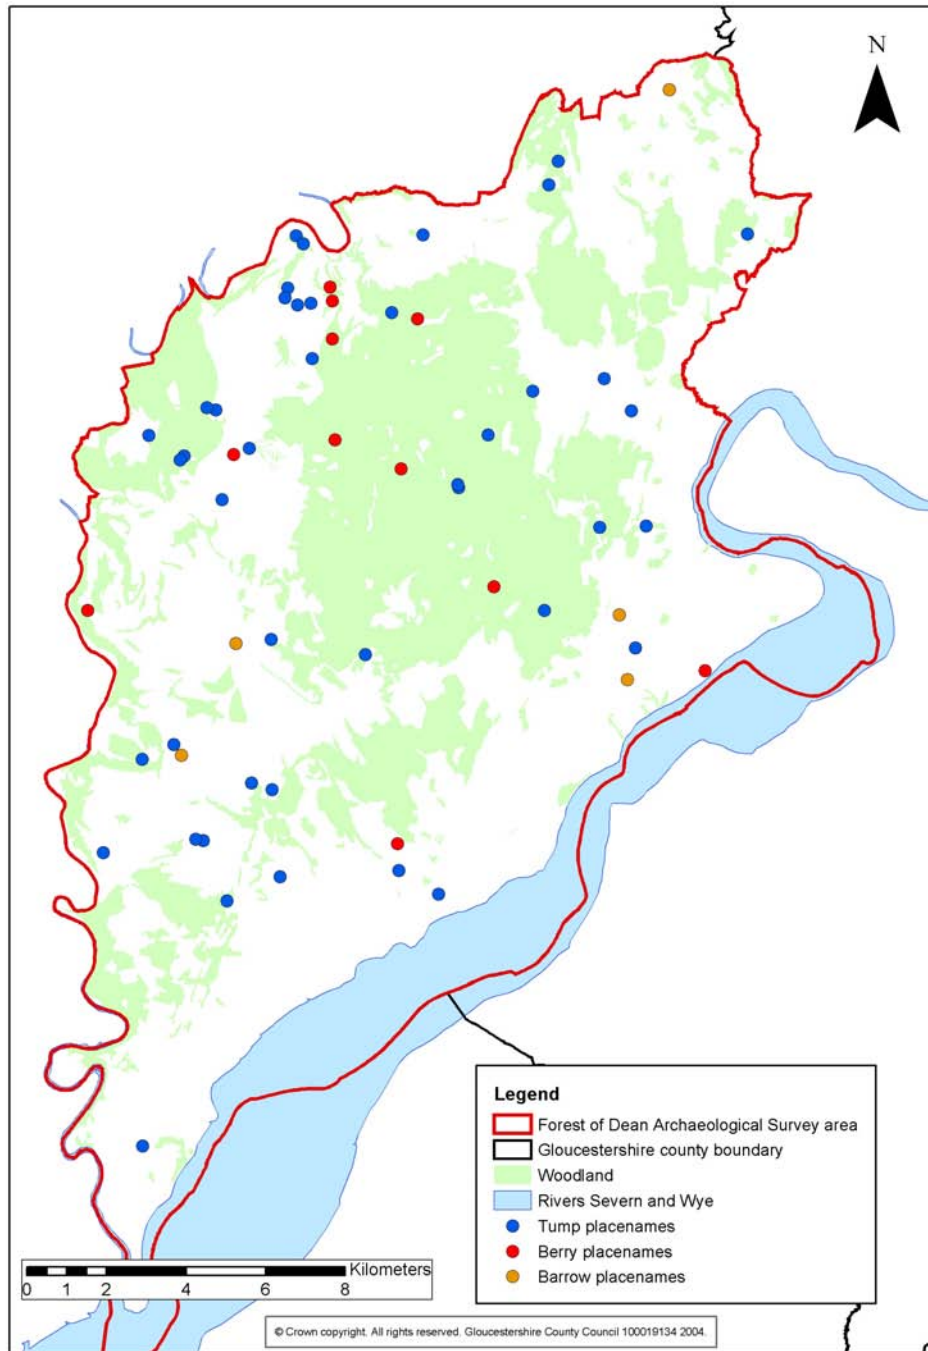 N
Legend
Forest of Dean Archaeological Survey area
Gloucestershire county boundary
Woodland
Rivers Severn and Wye
Tump placenames
Berry placenames
Barrow placenames
Kilometers
0 1 2 4 6 8
© Crown copyright. All rights reserved. Gloucestershire County Council 100019134 2004.